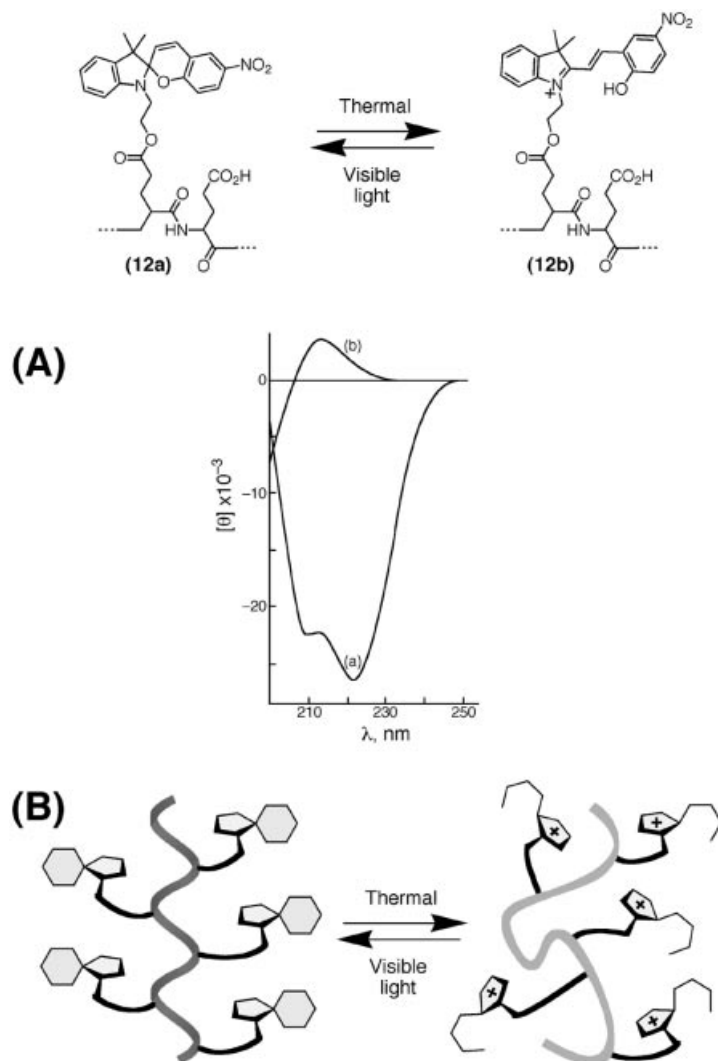 NO₂
N
O
Thermal
Visible
light
NO₂
HO
N
+
O
O
CO₂H
O
HN
O
(12a)
O
O
CO₂H
O
HN
O
(12b)
(A)
[θ] x10⁻³
0
−10
−20
(b)
(a)
210
230
250
λ, nm
(B)
Thermal
Visible
light
+
+
+
+
+